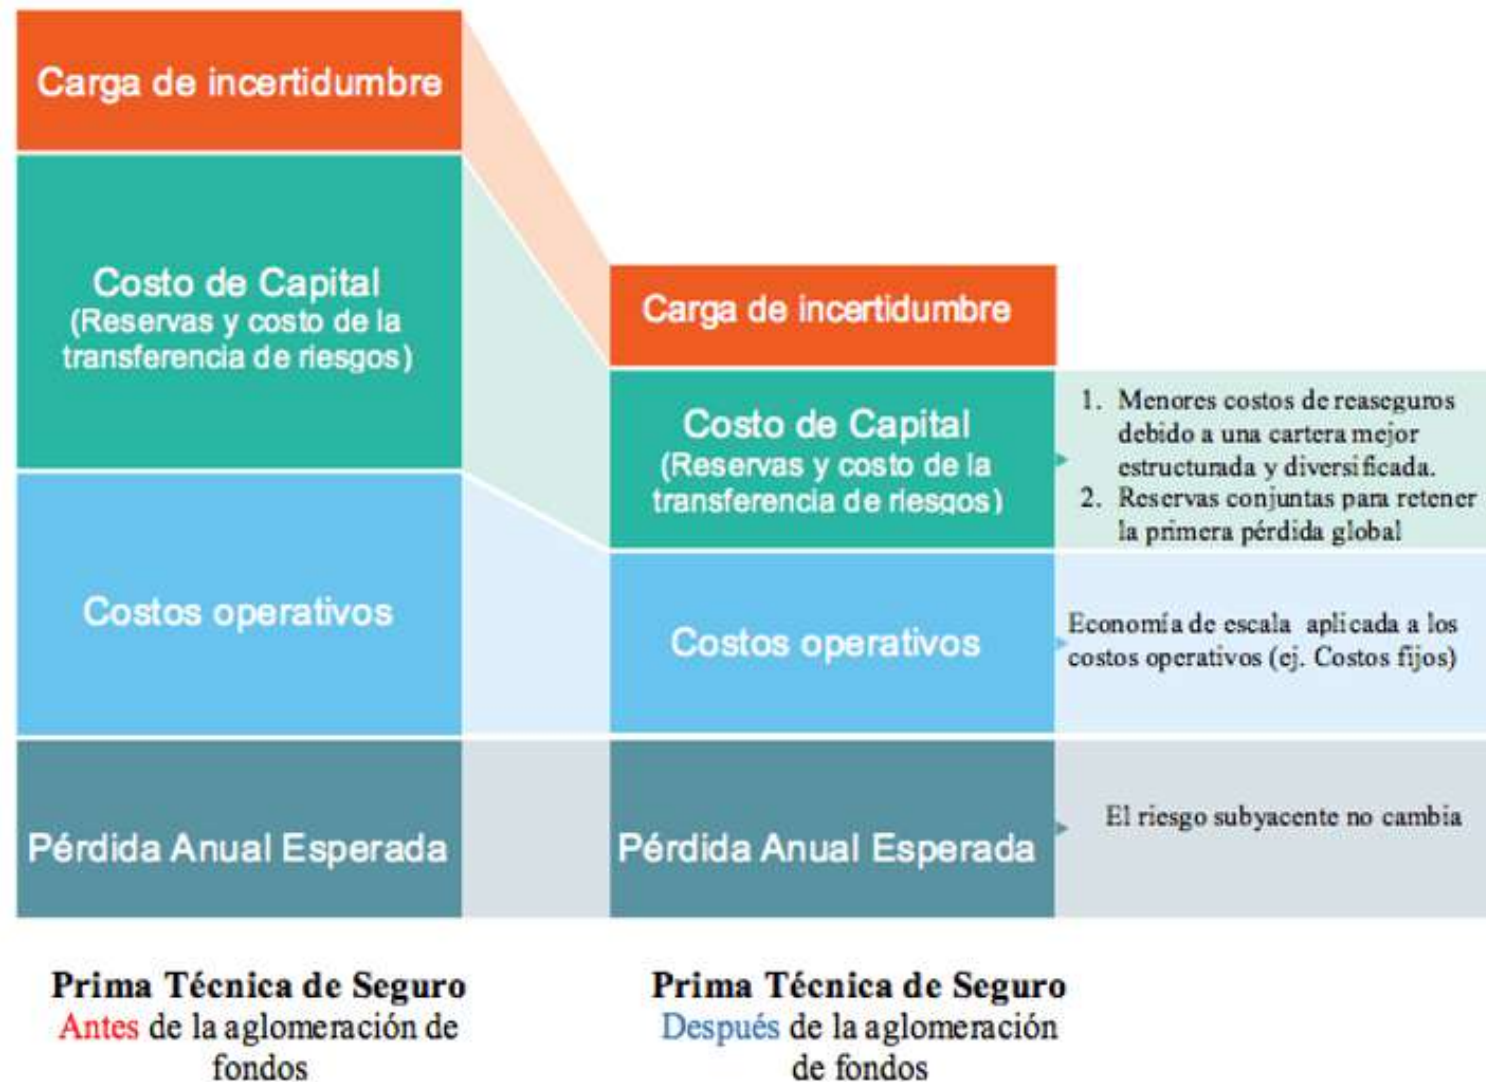 Carga de incertidumbre
Costo de Capital
(Reservas y costo de la
transferencia de riesgos)
Costos operativos
Pérdida Anual Esperada
Prima Técnica de Seguro
Antes de la aglomeración de
fondos
Carga de incertidumbre
Costo de Capital
(Reservas y costo de la
transferencia de riesgos)
Costos operativos
Pérdida Anual Esperada
Prima Técnica de Seguro
Después de la aglomeración
de fondos
1. Menores costos de reaseguros
debido a una cartera mejor
estructurada y diversificada.
2. Reservas conjuntas para retener
la primera pérdida global
Economía de escala aplicada a los
costos operativos (ej. Costos fijos)
El riesgo subyacente no cambia